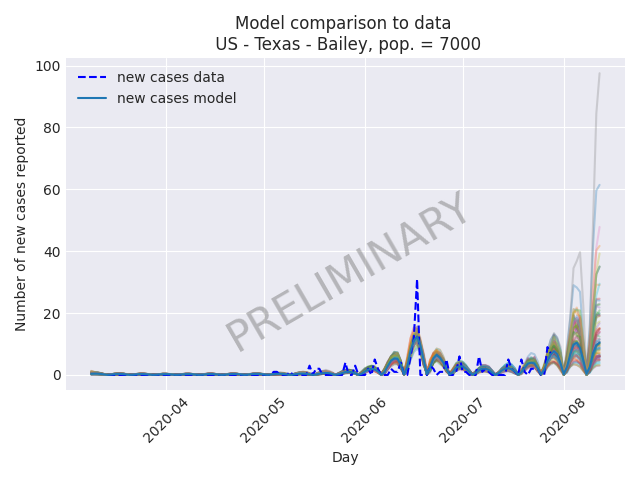 Model comparison to data
US - Texas - Bailey, pop. = 7000
new cases data
new cases model
100
80
60
40
20
0
Number of new cases reported
PRELIMINARY
2020-04
2020-05
2020-06
2020-07
2020-08
Day